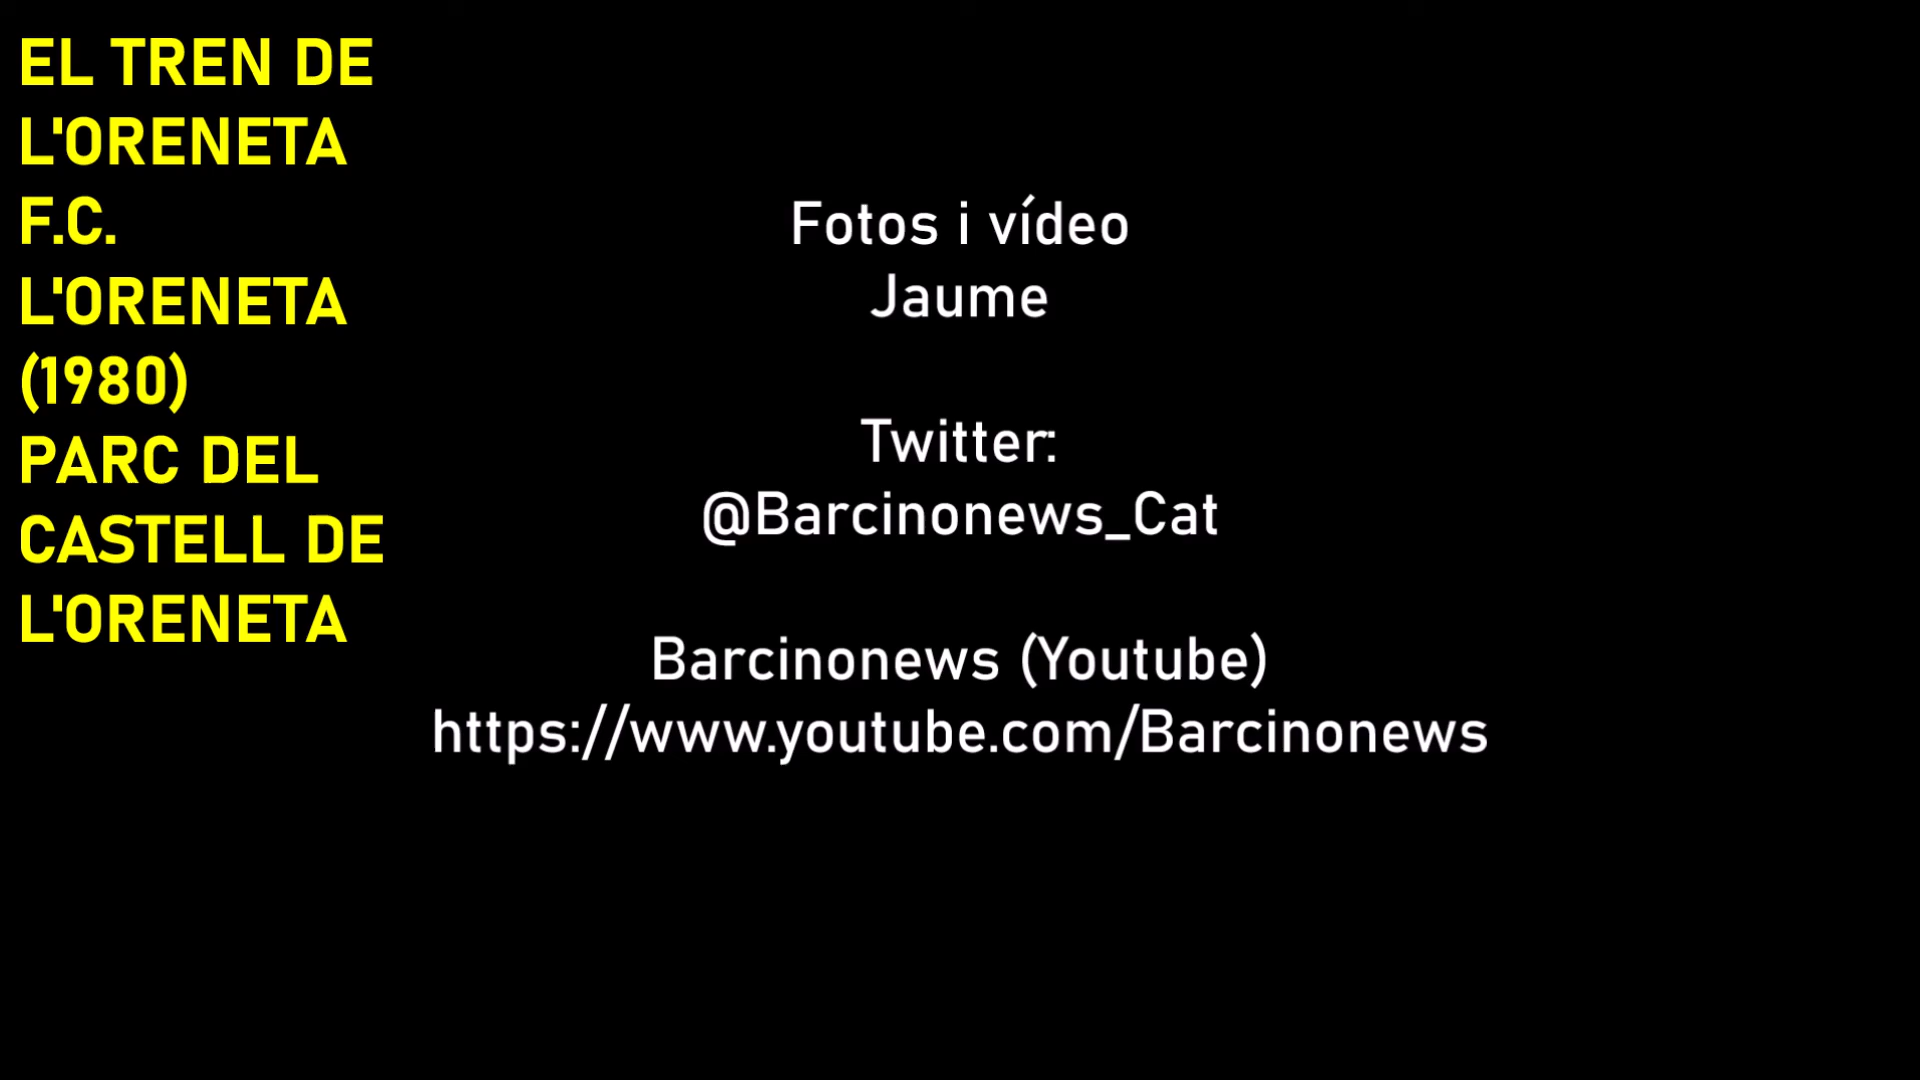 EL TREN DE
L'ORENETA
F.C.
L'ORENETA
(1980)
PARC DEL
CASTELL DE
L'ORENETA
Fotos i vídeo
Jaume
Twitter:
@Barcinonews_Cat
Barcinonews (Youtube)
https://www.youtube.com/Barcinonews